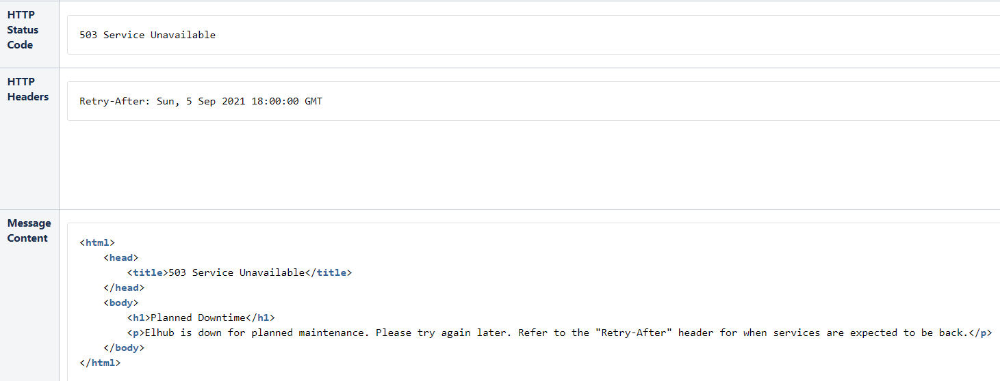 HTTP
Status
Code
503 Service Unavailable
HTTP
Headers
Retry-After: Sun, 5 Sep 2021 18:00:00 GMT
Message
Content
<html>
    <head>
        <title>503 Service Unavailable</title>
    </head>
    <body>
        <h1>Planned Downtime</h1>
        <p>Elhub is down for planned maintenance. Please try again later. Refer to the "Retry-After" header for when services are expected to be back.</p>
    </body>
</html>